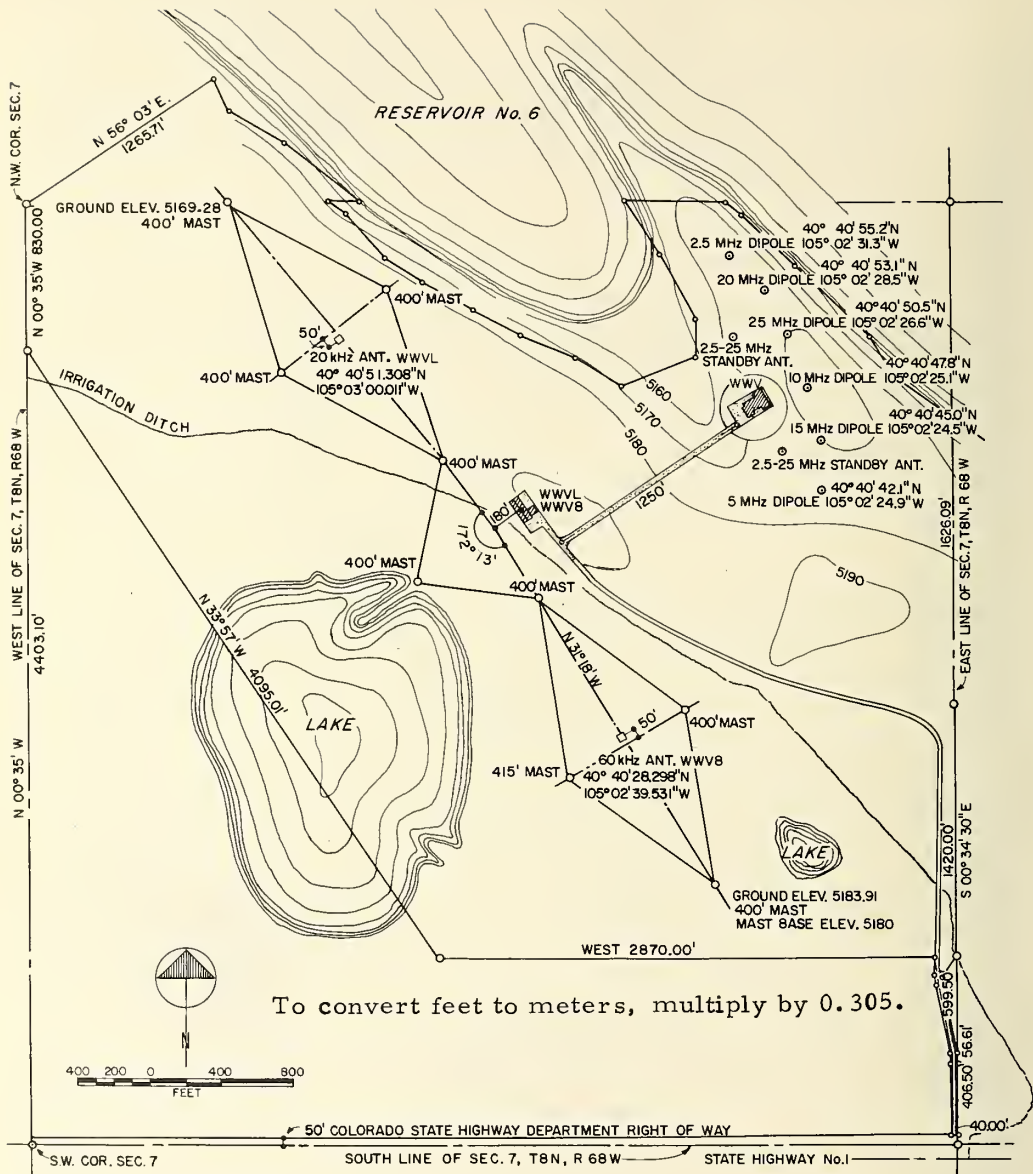 N.W. COR. SEC. 7
N 56° 03' E.
1265.71'
RESERVOIR No. 6
GROUND ELEV. 5169.28
400' MAST
N 00° 35' W 830.00'
400' MAST
50'
20 kHz ANT. WWVL
40° 40' 51.308"N
105° 03' 00.011"W
400' MAST
IRRIGATION DITCH
400' MAST
40° 40' 55.2"N
2.5 MHz DIPOLE 105° 02' 31.3" W
40° 40' 53.1" N
20 MHz DIPOLE 105° 02' 28.5" W
40° 40' 50.5"N
25 MHz DIPOLE 105° 02' 26.6" W
2.5-25 MHz
STANDBY ANT.
40° 40' 47.8"N
10 MHz DIPOLE 105° 02' 25.1" W
WWV
40° 40' 45.0"N
15 MHz DIPOLE 105° 02' 24.5" W
2.5-25 MHz STANDBY ANT.
40° 40' 42.1" N
5 MHz DIPOLE 105° 02' 24.9" W
5160
5170
5180
1250'
WWVL
WWV8
180'
172° 13'
WEST LINE OF SEC. 7, T8N, R68 W
4403.10'
N 00° 35' W
1626.09'
EAST LINE OF SEC. 7, T8N, R 68 W
400' MAST
400' MAST
5190
N 33° 57' W
4095.01'
LAKE
N 31° 18' W
400' MAST
50'
60 kHz ANT. WWV8
415' MAST
40° 40' 28.298"N
105° 02' 39.531"W
LAKE
1420.00'
S 00° 34' 30" E
GROUND ELEV. 5183.91
400' MAST
MAST BASE ELEV. 5180
WEST 2870.00'
To convert feet to meters, multiply by 0.305.
N
400 200 0 400 800
FEET
599.50'
56.61'
406.50'
40.00'
50' COLORADO STATE HIGHWAY DEPARTMENT RIGHT OF WAY
S.W. COR. SEC. 7
SOUTH LINE OF SEC. 7, T8N, R 68W
STATE HIGHWAY No. 1